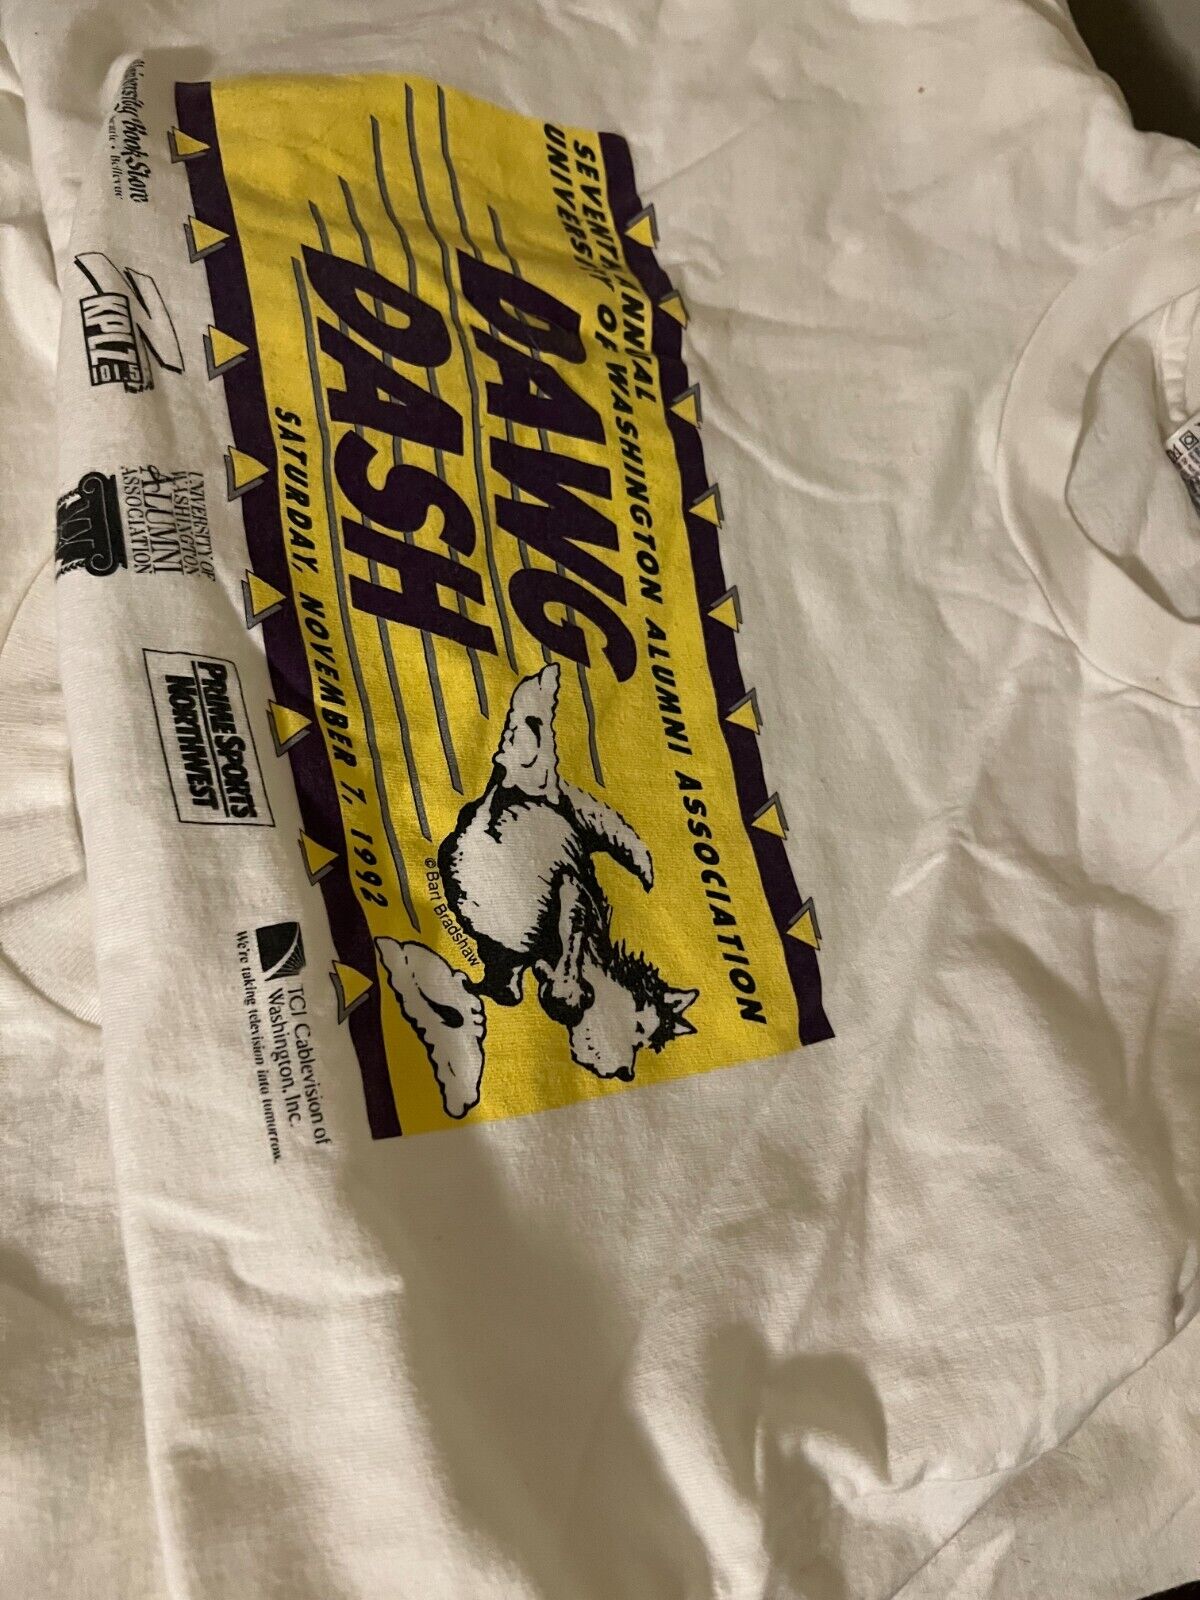 SEVENTH ANNUAL
UNIVERSITY OF WASHINGTON ALUMNI ASSOCIATION
DAWG
DASH
© Bart Bradshaw
SATURDAY, NOVEMBER 7, 1992
University Book Store
Seattle • Bellevue
KPLZ
101
UNIVERSITY OF
WASHINGTON
ALUMNI
ASSOCIATION
W
PRIME SPORTS
NORTHWEST
TCI Cablevision of
Washington, Inc.
We're taking television into tomorrow.